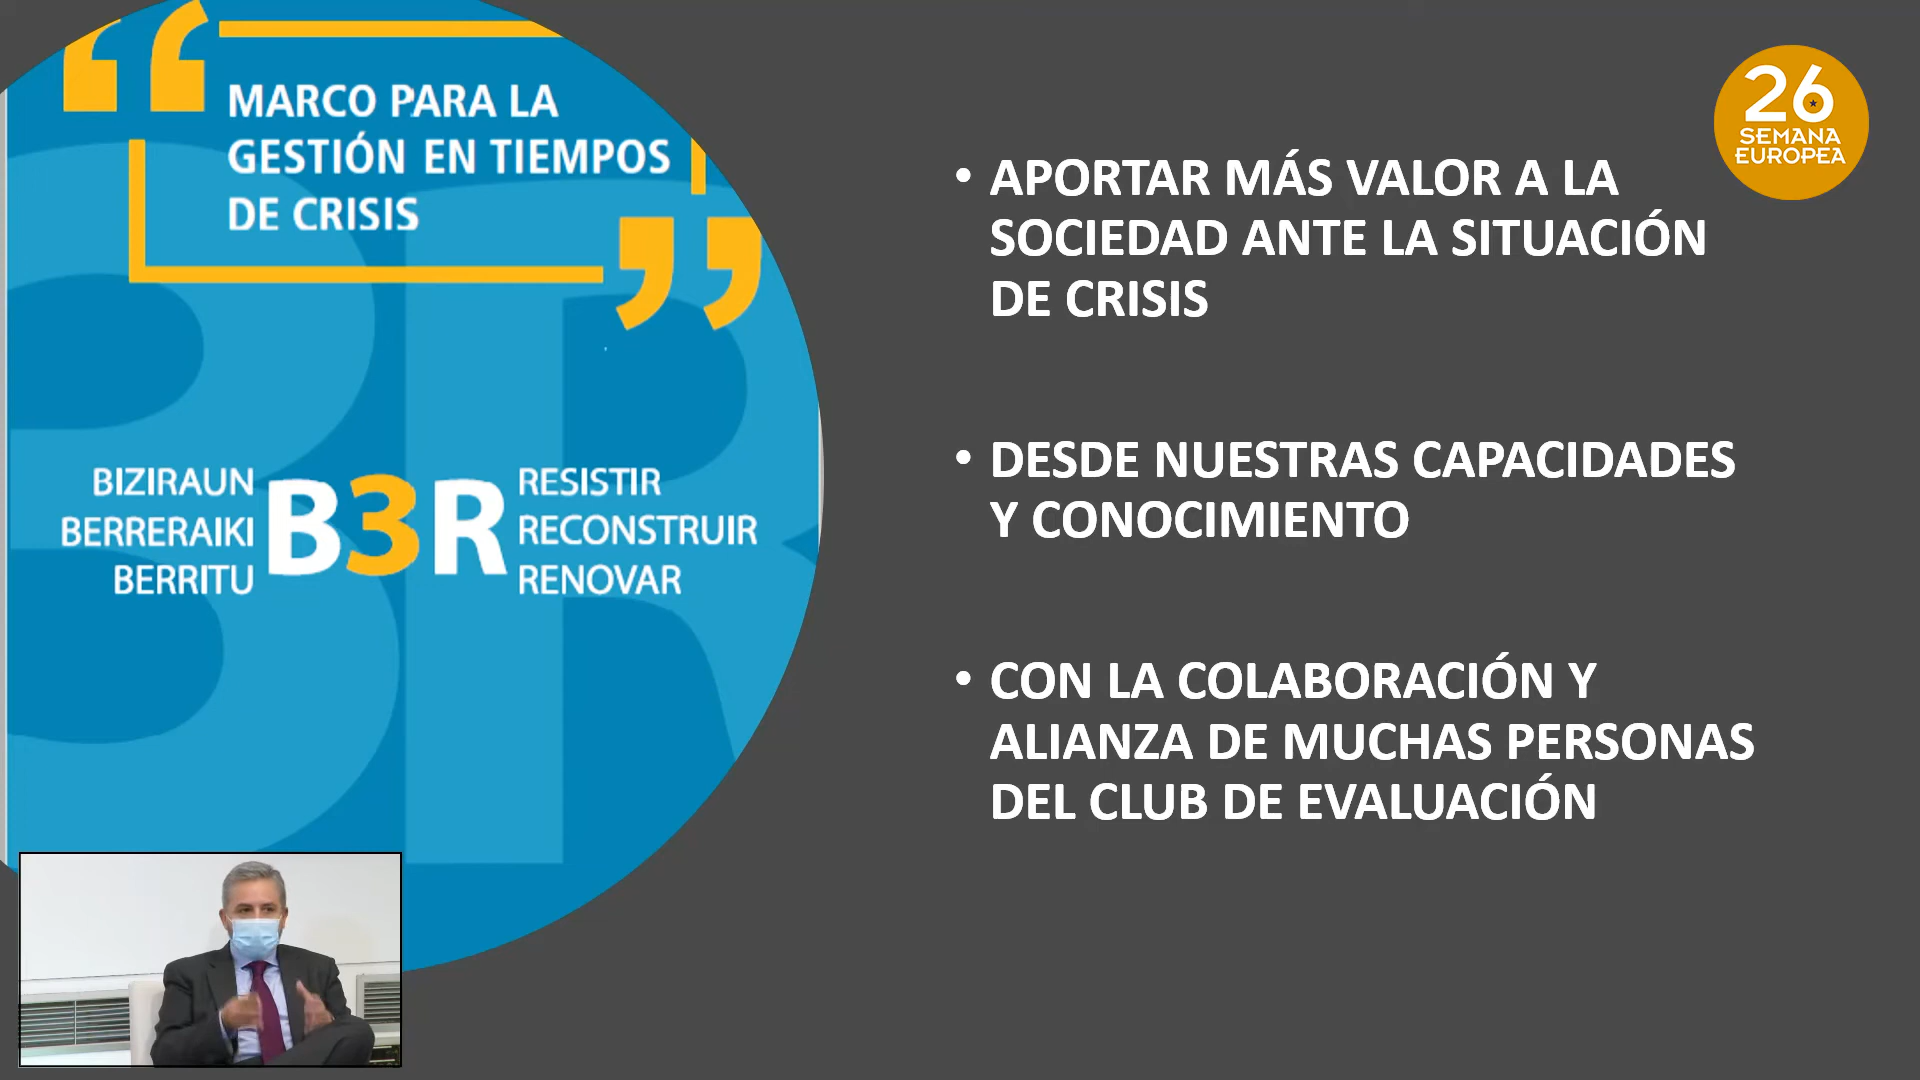 MARCO PARA LA
GESTIÓN EN TIEMPOS
DE CRISIS
BIZIRAUN
BERRERAIKI
BERRITU
B3R
RESISTIR
RECONSTRUIR
RENOVAR
• APORTAR MÁS VALOR A LA
SOCIEDAD ANTE LA SITUACIÓN
DE CRISIS
• DESDE NUESTRAS CAPACIDADES
Y CONOCIMIENTO
• CON LA COLABORACIÓN Y
ALIANZA DE MUCHAS PERSONAS
DEL CLUB DE EVALUACIÓN
26
SEMANA
EUROPEA